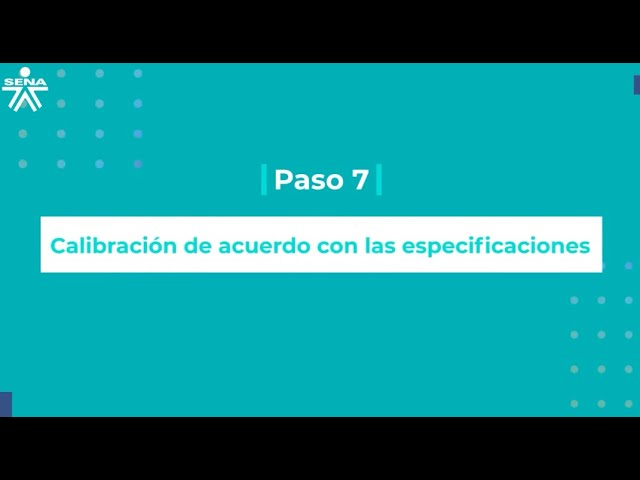 SENA
Paso 7
Calibración de acuerdo con las especificaciones